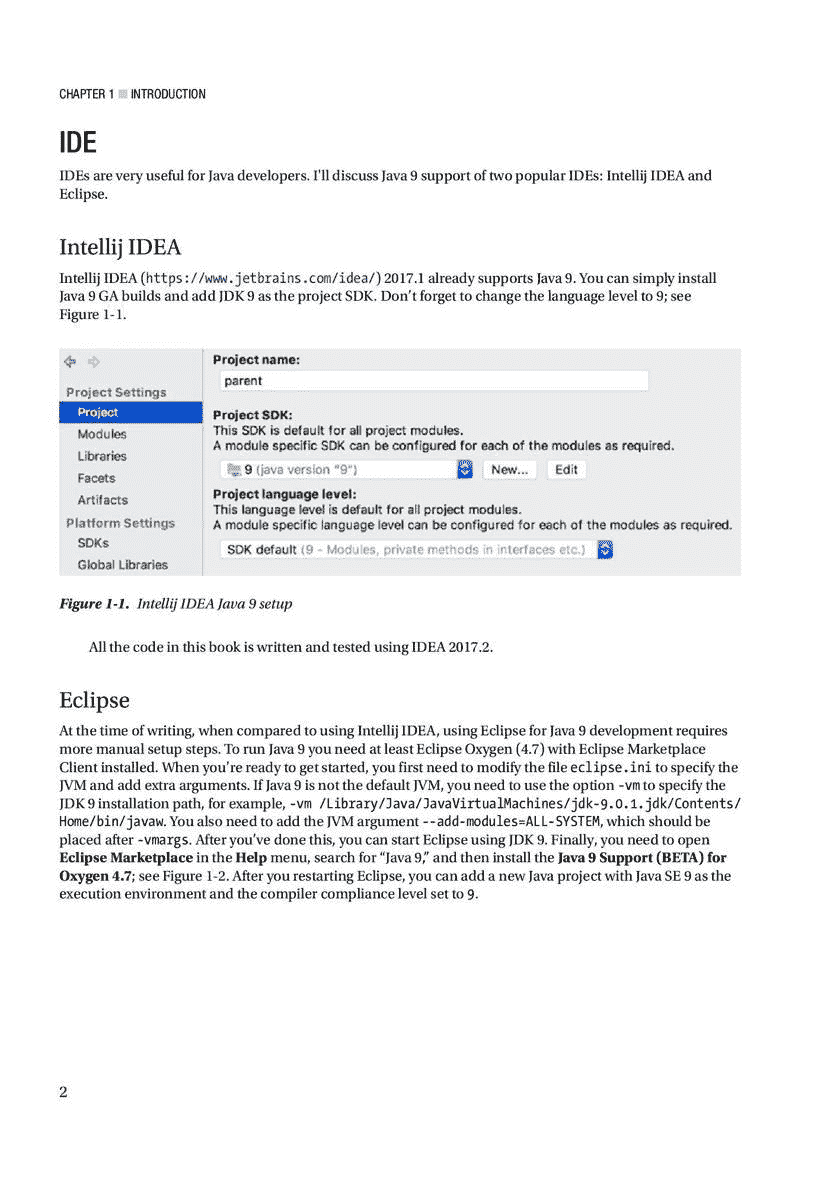 CHAPTER 1 ■ INTRODUCTION
IDE
IDEs are very useful for Java developers. I'll discuss Java 9 support of two popular IDEs: Intellij IDEA and
Eclipse.
Intellij IDEA
Intellij IDEA (https://www.jetbrains.com/idea/) 2017.1 already supports Java 9. You can simply install
Java 9 GA builds and add JDK 9 as the project SDK. Don't forget to change the language level to 9; see
Figure 1-1.
Project Settings
Project
Modules
Libraries
Facets
Artifacts
Platform Settings
SDKs
Global Libraries
Project name:
parent
Project SDK:
This SDK is default for all project modules.
A module specific SDK can be configured for each of the modules as required.
9 (java version "9") New... Edit
Project language level:
This language level is default for all project modules.
A module specific language level can be configured for each of the modules as required.
SDK default (9 - Modules, private methods in interfaces etc.)
Figure 1-1. Intellij IDEA Java 9 setup
All the code in this book is written and tested using IDEA 2017.2.
Eclipse
At the time of writing, when compared to using Intellij IDEA, using Eclipse for Java 9 development requires
more manual setup steps. To run Java 9 you need at least Eclipse Oxygen (4.7) with Eclipse Marketplace
Client installed. When you're ready to get started, you first need to modify the file eclipse.ini to specify the
JVM and add extra arguments. If Java 9 is not the default JVM, you need to use the option -vm to specify the
JDK 9 installation path, for example, -vm /Library/Java/JavaVirtualMachines/jdk-9.0.1.jdk/Contents/
Home/bin/javaw. You also need to add the JVM argument --add-modules=ALL-SYSTEM, which should be
placed after -vmargs. After you've done this, you can start Eclipse using JDK 9. Finally, you need to open
Eclipse Marketplace in the Help menu, search for "Java 9," and then install the Java 9 Support (BETA) for
Oxygen 4.7; see Figure 1-2. After you restarting Eclipse, you can add a new Java project with Java SE 9 as the
execution environment and the compiler compliance level set to 9.
2